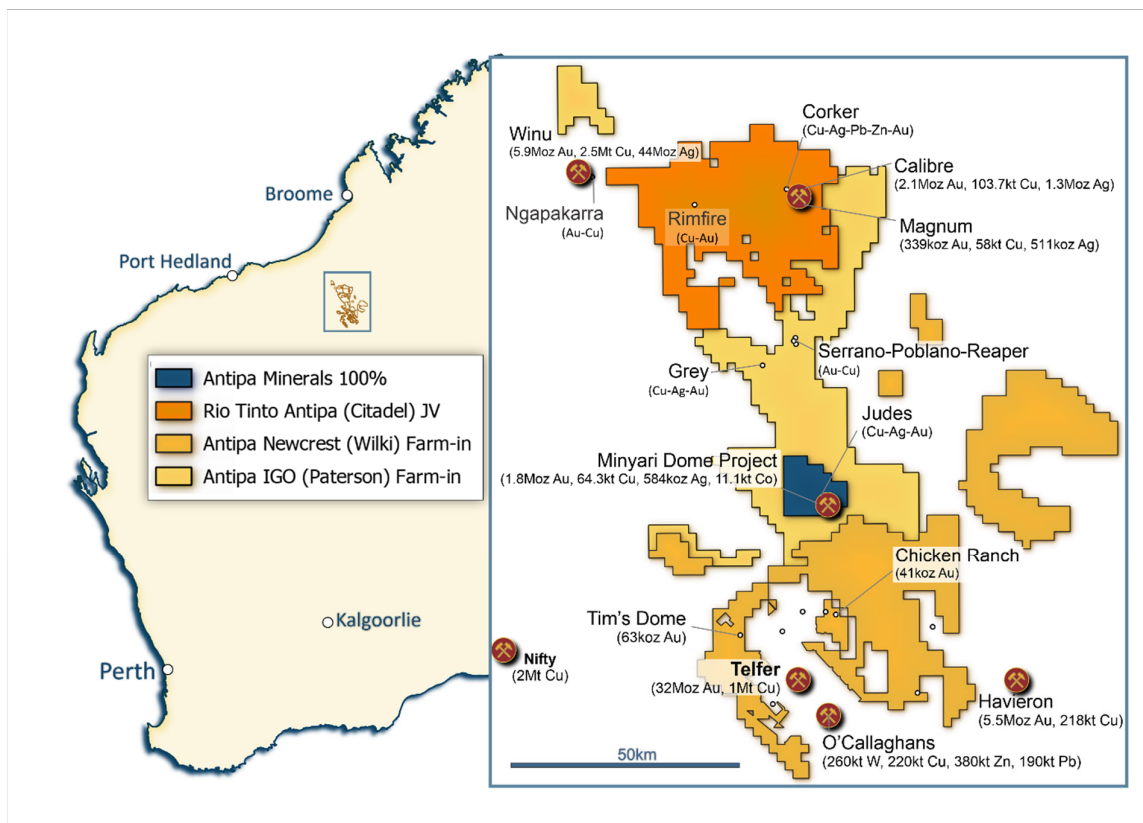 Broome
Port Hedland
Kalgoorlie
Perth
Antipa Minerals 100%
Rio Tinto Antipa (Citadel) JV
Antipa Newcrest (Wilki) Farm-in
Antipa IGO (Paterson) Farm-in
Winu
(5.9Moz Au, 2.5Mt Cu, 44Moz Ag)
Ngapakarra
(Au-Cu)
Corker
(Cu-Ag-Pb-Zn-Au)
Calibre
(2.1Moz Au, 103.7kt Cu, 1.3Moz Ag)
Rimfire
(Cu-Au)
Magnum
(339koz Au, 58kt Cu, 511koz Ag)
Serrano-Poblano-Reaper
(Au-Cu)
Grey
(Cu-Ag-Au)
Judes
(Cu-Ag-Au)
Minyari Dome Project
(1.8Moz Au, 64.3kt Cu, 584koz Ag, 11.1kt Co)
Chicken Ranch
(41koz Au)
Tim's Dome
(63koz Au)
Nifty
(2Mt Cu)
Telfer
(32Moz Au, 1Mt Cu)
Havieron
(5.5Moz Au, 218kt Cu)
O'Callaghans
(260kt W, 220kt Cu, 380kt Zn, 190kt Pb)
50km